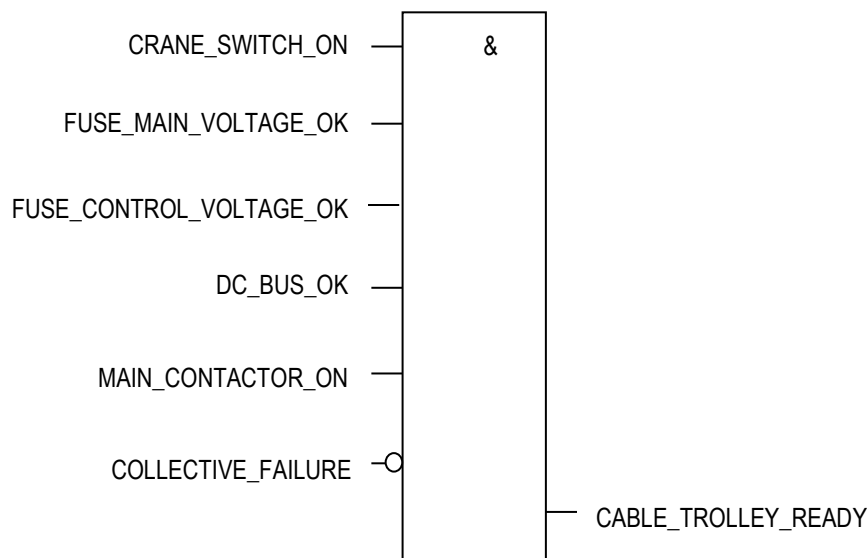 CRANE_SWITCH_ON
&
FUSE_MAIN_VOLTAGE_OK
FUSE_CONTROL_VOLTAGE_OK
DC_BUS_OK
MAIN_CONTACTOR_ON
COLLECTIVE_FAILURE
CABLE_TROLLEY_READY